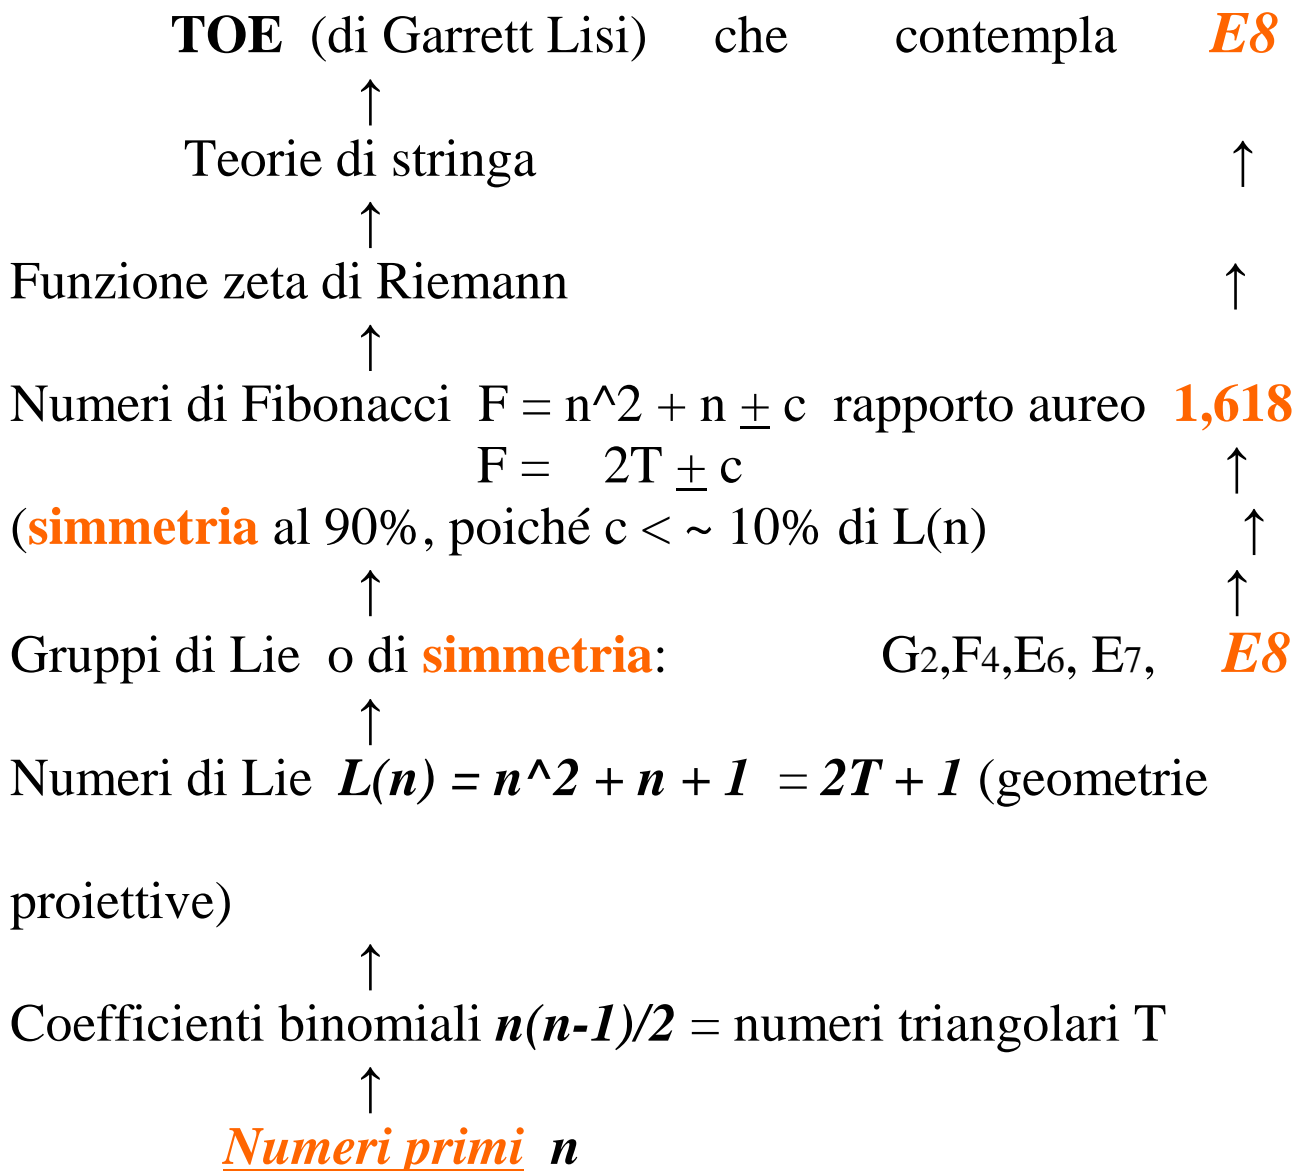 TOE (di Garrett Lisi) che contempla E8
↑
Teorie di stringa ↑
↑
Funzione zeta di Riemann ↑
↑
Numeri di Fibonacci F = n^2 + n ± c rapporto aureo 1,618
F = 2T ± c ↑
(simmetria al 90%, poiché c < ~ 10% di L(n) ↑
↑ ↑
Gruppi di Lie o di simmetria: G2,F4,E6, E7, E8
↑
Numeri di Lie L(n) = n^2 + n + 1 = 2T + 1 (geometrie
proiettive)
↑
Coefficienti binomiali n(n-1)/2 = numeri triangolari T
↑
Numeri primi n